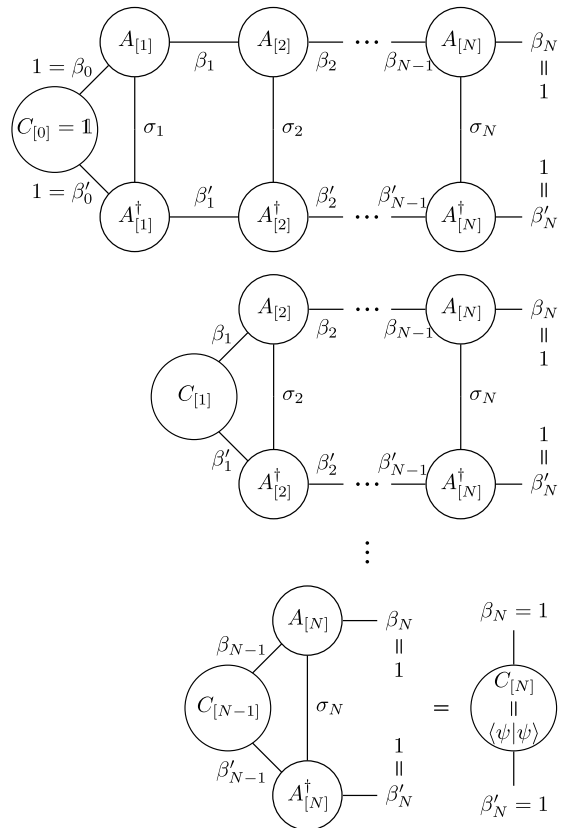 A_{[1]} A_{[2]} ... A_{[N]} β_N
1 = β_0 β_1 β_2 β_{N-1} =
1
C_{[0]} = 𝟙 σ_1 σ_2 σ_N
1
1 = β'_0 β'_1 β'_2 β'_{N-1} =
A^†_{[1]} A^†_{[2]} ... A^†_{[N]} β'_N
A_{[2]} ... A_{[N]} β_N
β_1 β_2 β_{N-1} =
1
C_{[1]} σ_2 σ_N
1
β'_1 β'_2 β'_{N-1} =
A^†_{[2]} ... A^†_{[N]} β'_N
⋮
A_{[N]} β_N β_N = 1
β_{N-1} =
1
C_{[N-1]} σ_N = C_{[N]} = ⟨ψ|ψ⟩
1
β'_{N-1} =
A^†_{[N]} β'_N β'_N = 1